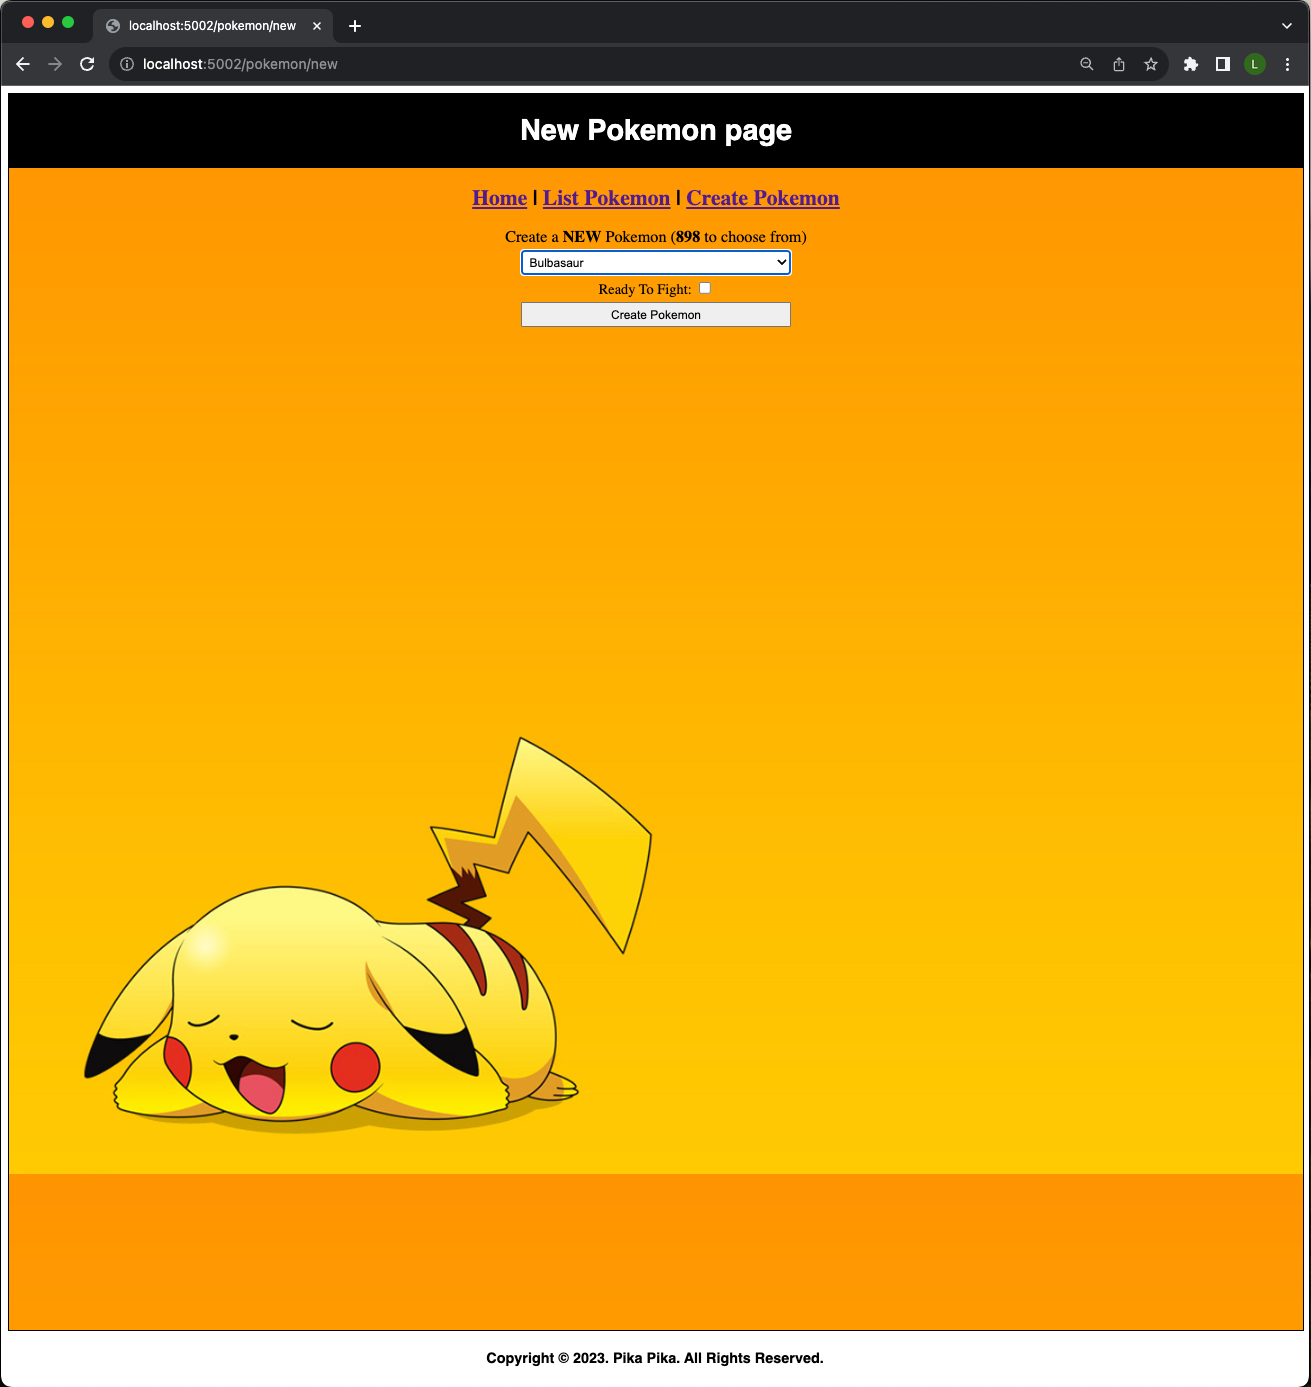 localhost:5002/pokemon/new
localhost:5002/pokemon/new
L
New Pokemon page
Home | List Pokemon | Create Pokemon
Create a NEW Pokemon (898 to choose from)
Bulbasaur
Ready To Fight:
Create Pokemon
Copyright © 2023. Pika Pika. All Rights Reserved.